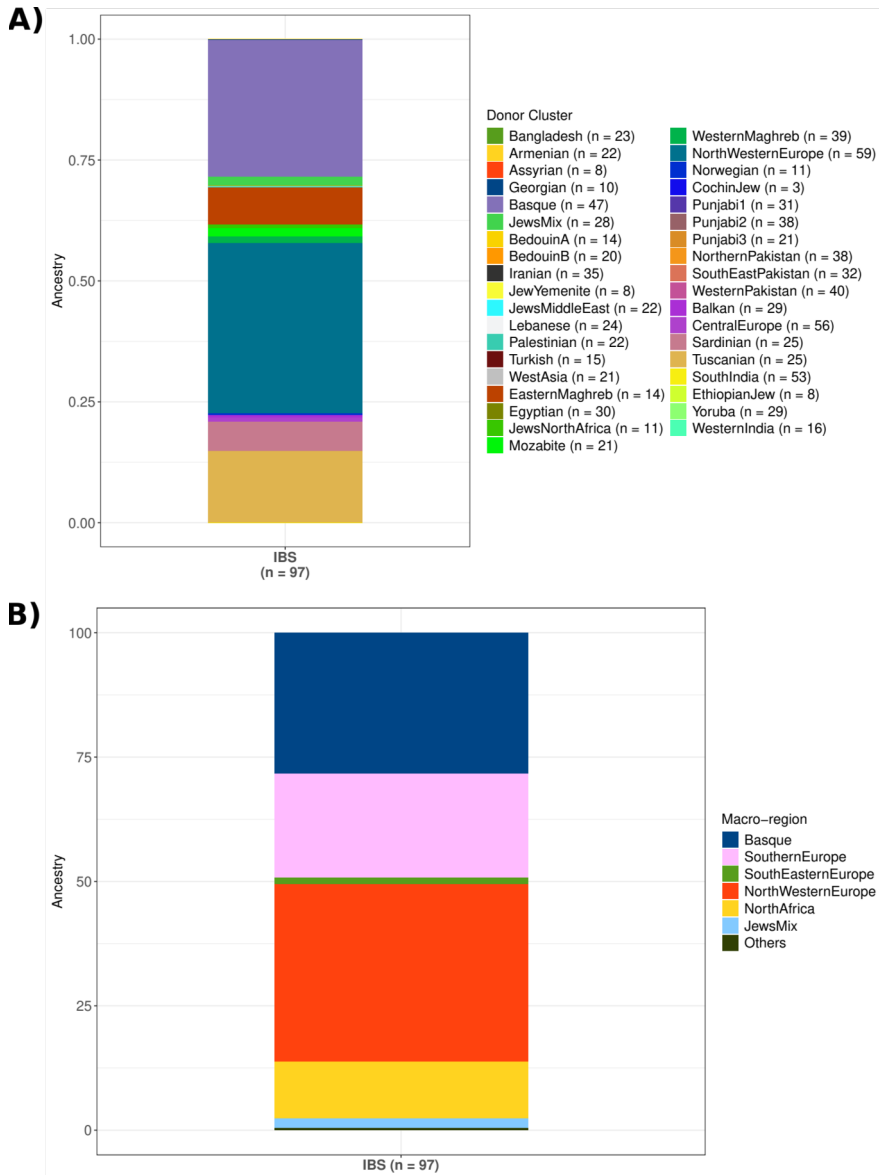 A)
1.00
0.75
0.50
0.25
0.00
Ancestry
IBS
(n = 97)
Donor Cluster
Bangladesh (n = 23)
Armenian (n = 22)
Assyrian (n = 8)
Georgian (n = 10)
Basque (n = 47)
JewsMix (n = 28)
BedouinA (n = 14)
BedouinB (n = 20)
Iranian (n = 35)
JewYemenite (n = 8)
JewsMiddleEast (n = 22)
Lebanese (n = 24)
Palestinian (n = 22)
Turkish (n = 15)
WestAsia (n = 21)
EasternMaghreb (n = 14)
Egyptian (n = 30)
JewsNorthAfrica (n = 11)
Mozabite (n = 21)
WesternMaghreb (n = 39)
NorthWesternEurope (n = 59)
Norwegian (n = 11)
CochinJew (n = 3)
Punjabi1 (n = 31)
Punjabi2 (n = 38)
Punjabi3 (n = 21)
NorthernPakistan (n = 38)
SouthEastPakistan (n = 32)
WesternPakistan (n = 40)
Balkan (n = 29)
CentralEurope (n = 56)
Sardinian (n = 25)
Tuscanian (n = 25)
SouthIndia (n = 53)
EthiopianJew (n = 8)
Yoruba (n = 29)
WesternIndia (n = 16)
B)
100
75
50
25
0
Ancestry
IBS (n = 97)
Macro−region
Basque
SouthernEurope
SouthEasternEurope
NorthWesternEurope
NorthAfrica
JewsMix
Others